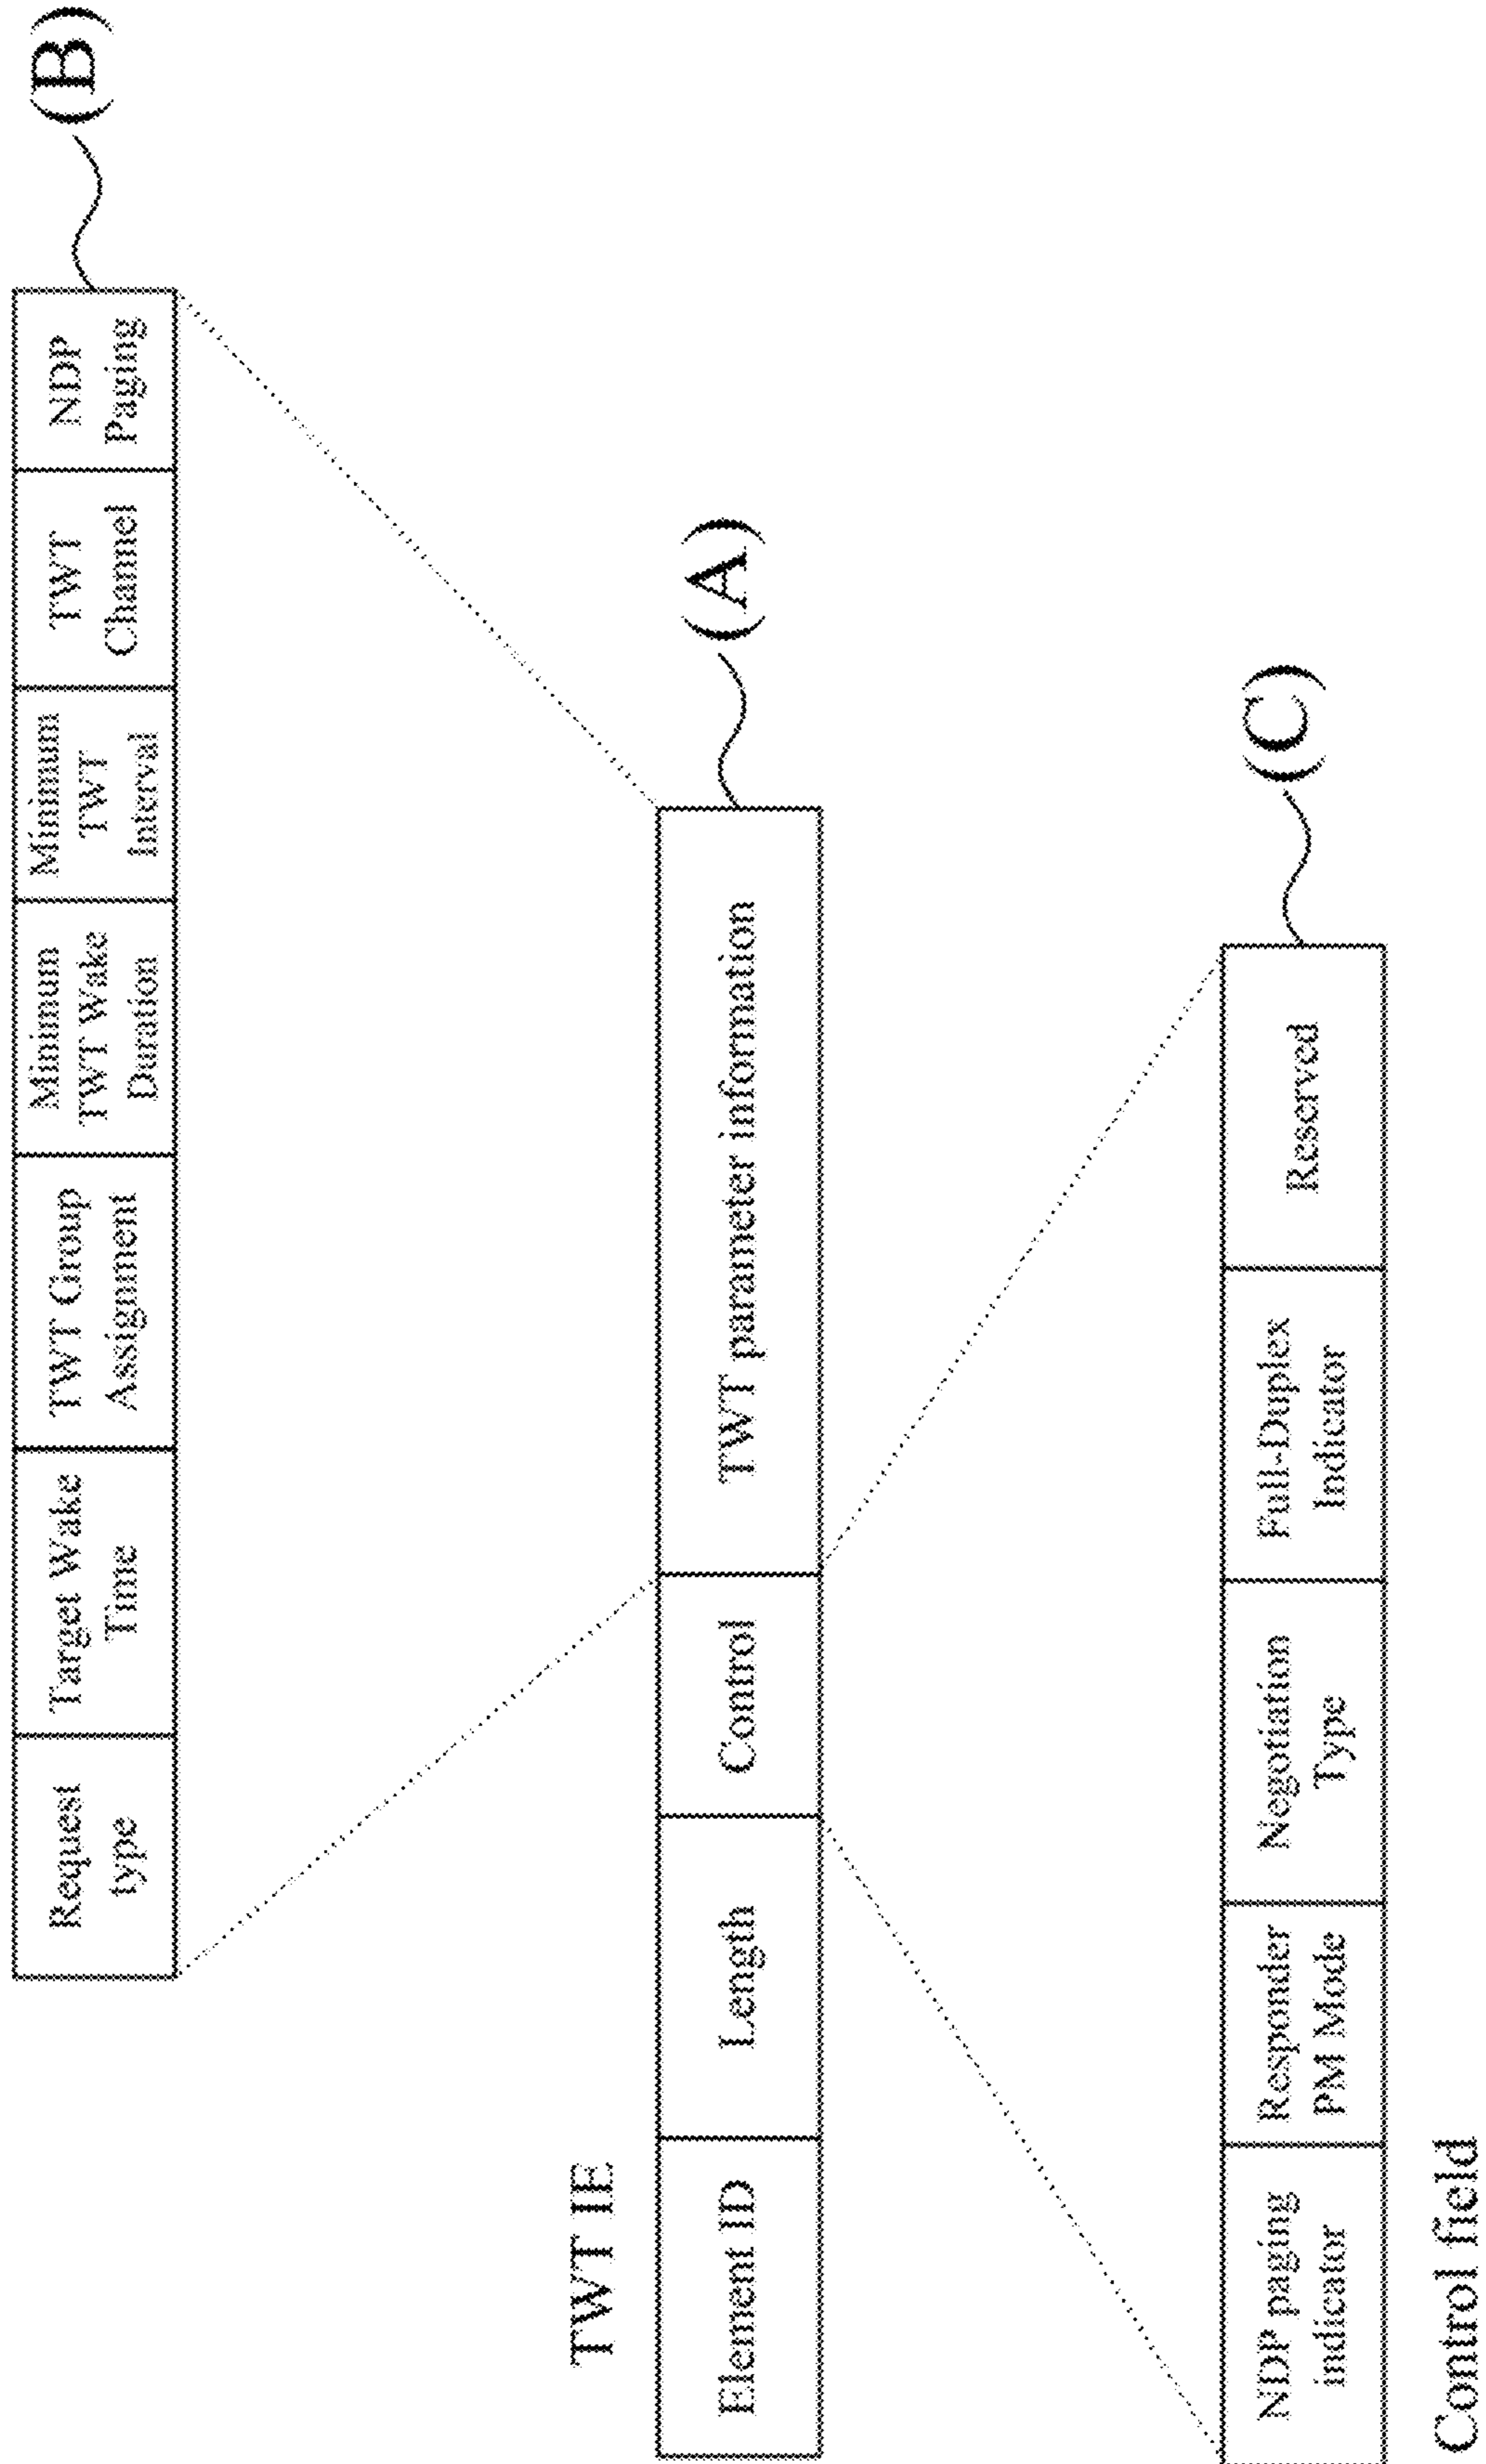 Request
type
Target Wake
Time
TWT Group
Assignment
Minimum
TWT Wake
Duration
Minimum
TWT
Interval
TWT
Channel
NDP
Paging
(B)
TWT IE
Element ID
Length
Control
TWT parameter information
(A)
NDP paging
indicator
Responder
PM Mode
Negotiation
Type
Full-Duplex
Indicator
Reserved
(C)
Control field